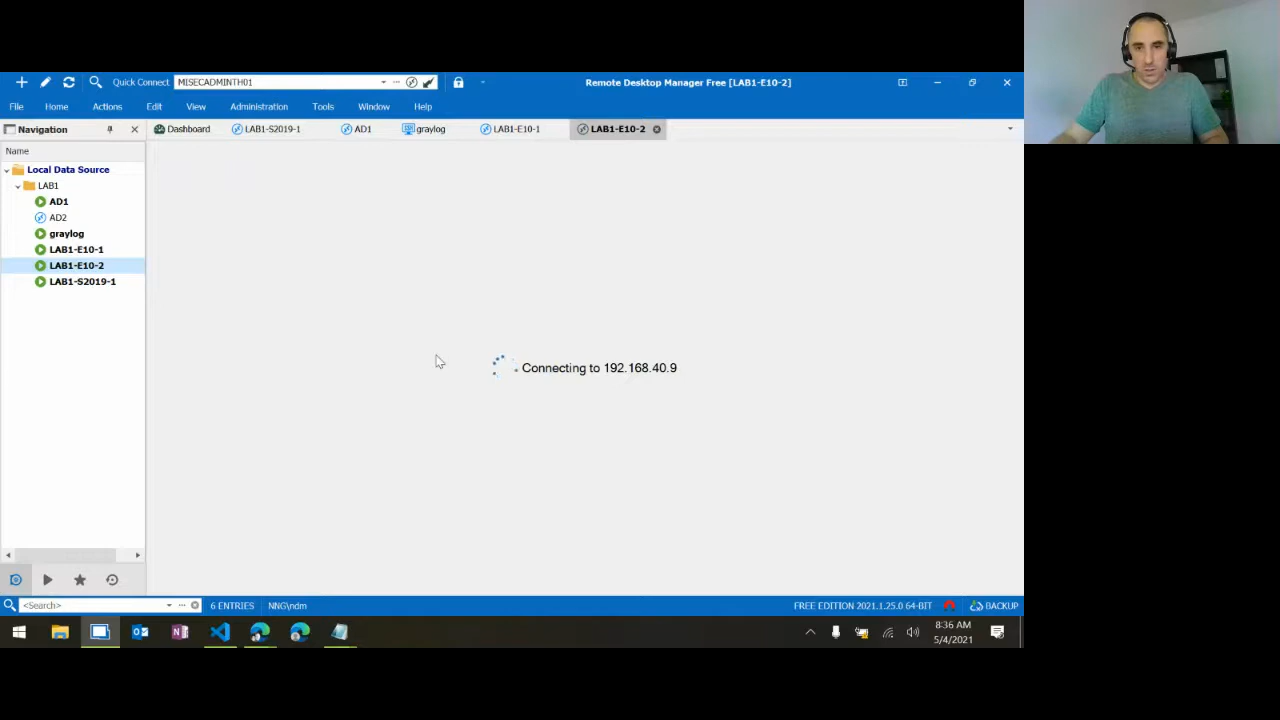 Quick Connect MISECADMINTH01 Remote Desktop Manager Free [LAB1-E10-2]
File Home Actions Edit View Administration Tools Window Help
Navigation Dashboard LAB1-S2019-1 AD1 graylog LAB1-E10-1 LAB1-E10-2
Name
Local Data Source
LAB1
AD1
AD2
graylog
LAB1-E10-1
LAB1-E10-2
LAB1-S2019-1
Connecting to 192.168.40.9
<Search> 6 ENTRIES NNG\ndm FREE EDITION 2021.1.25.0 64-BIT BACKUP
8:36 AM
5/4/2021